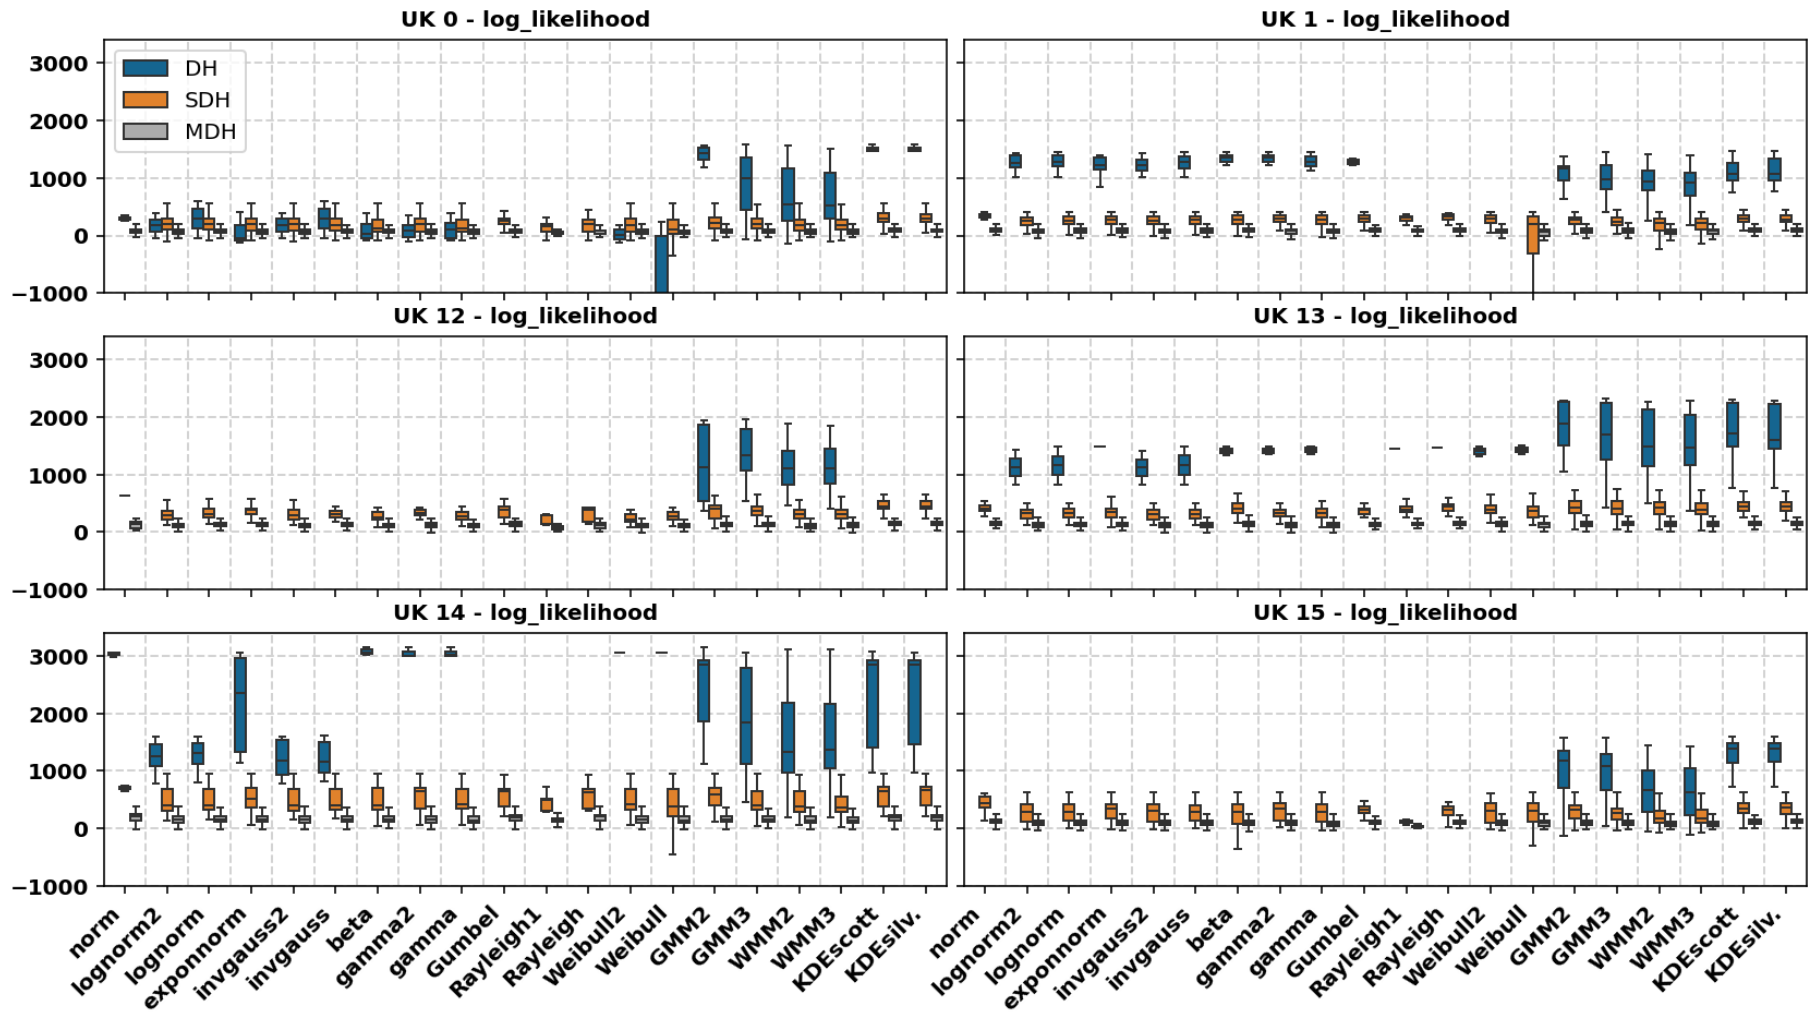 UK 0 - log_likelihood
UK 1 - log_likelihood
3000
2000
1000
0
−1000
DH
SDH
MDH
UK 12 - log_likelihood
UK 13 - log_likelihood
3000
2000
1000
0
−1000
UK 14 - log_likelihood
UK 15 - log_likelihood
3000
2000
1000
0
−1000
norm
lognorm2
lognorm
exponnorm
invgauss2
invgauss
beta
gamma2
gamma
Gumbel
Rayleigh1
Rayleigh
Weibull2
Weibull
GMM2
GMM3
WMM2
WMM3
KDEscott
KDEsilv.
norm
lognorm2
lognorm
exponnorm
invgauss2
invgauss
beta
gamma2
gamma
Gumbel
Rayleigh1
Rayleigh
Weibull2
Weibull
GMM2
GMM3
WMM2
WMM3
KDEscott
KDEsilv.